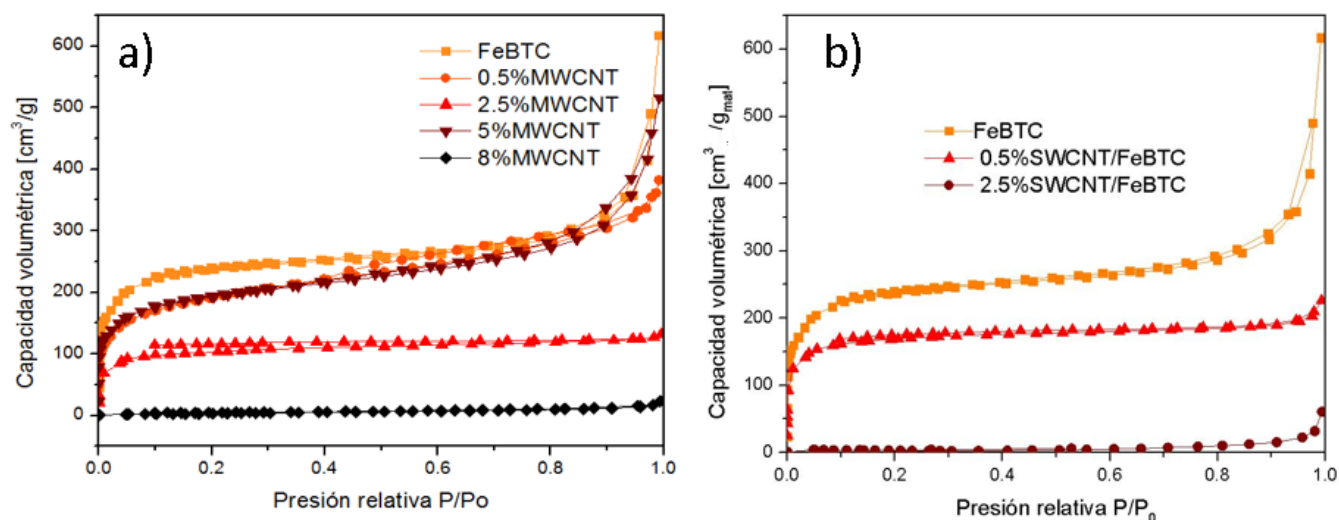 a)
FeBTC
0.5%MWCNT
2.5%MWCNT
5%MWCNT
8%MWCNT
Capacidad volumétrica [cm³/g]
600
500
400
300
200
100
0
0.0 0.2 0.4 0.6 0.8 1.0
Presión relativa P/Po
b)
FeBTC
0.5%SWCNT/FeBTC
2.5%SWCNT/FeBTC
Capacidad volumétrica [cm³ /g_mat]
600
500
400
300
200
100
0
0.0 0.2 0.4 0.6 0.8 1.0
Presión relativa P/P₀